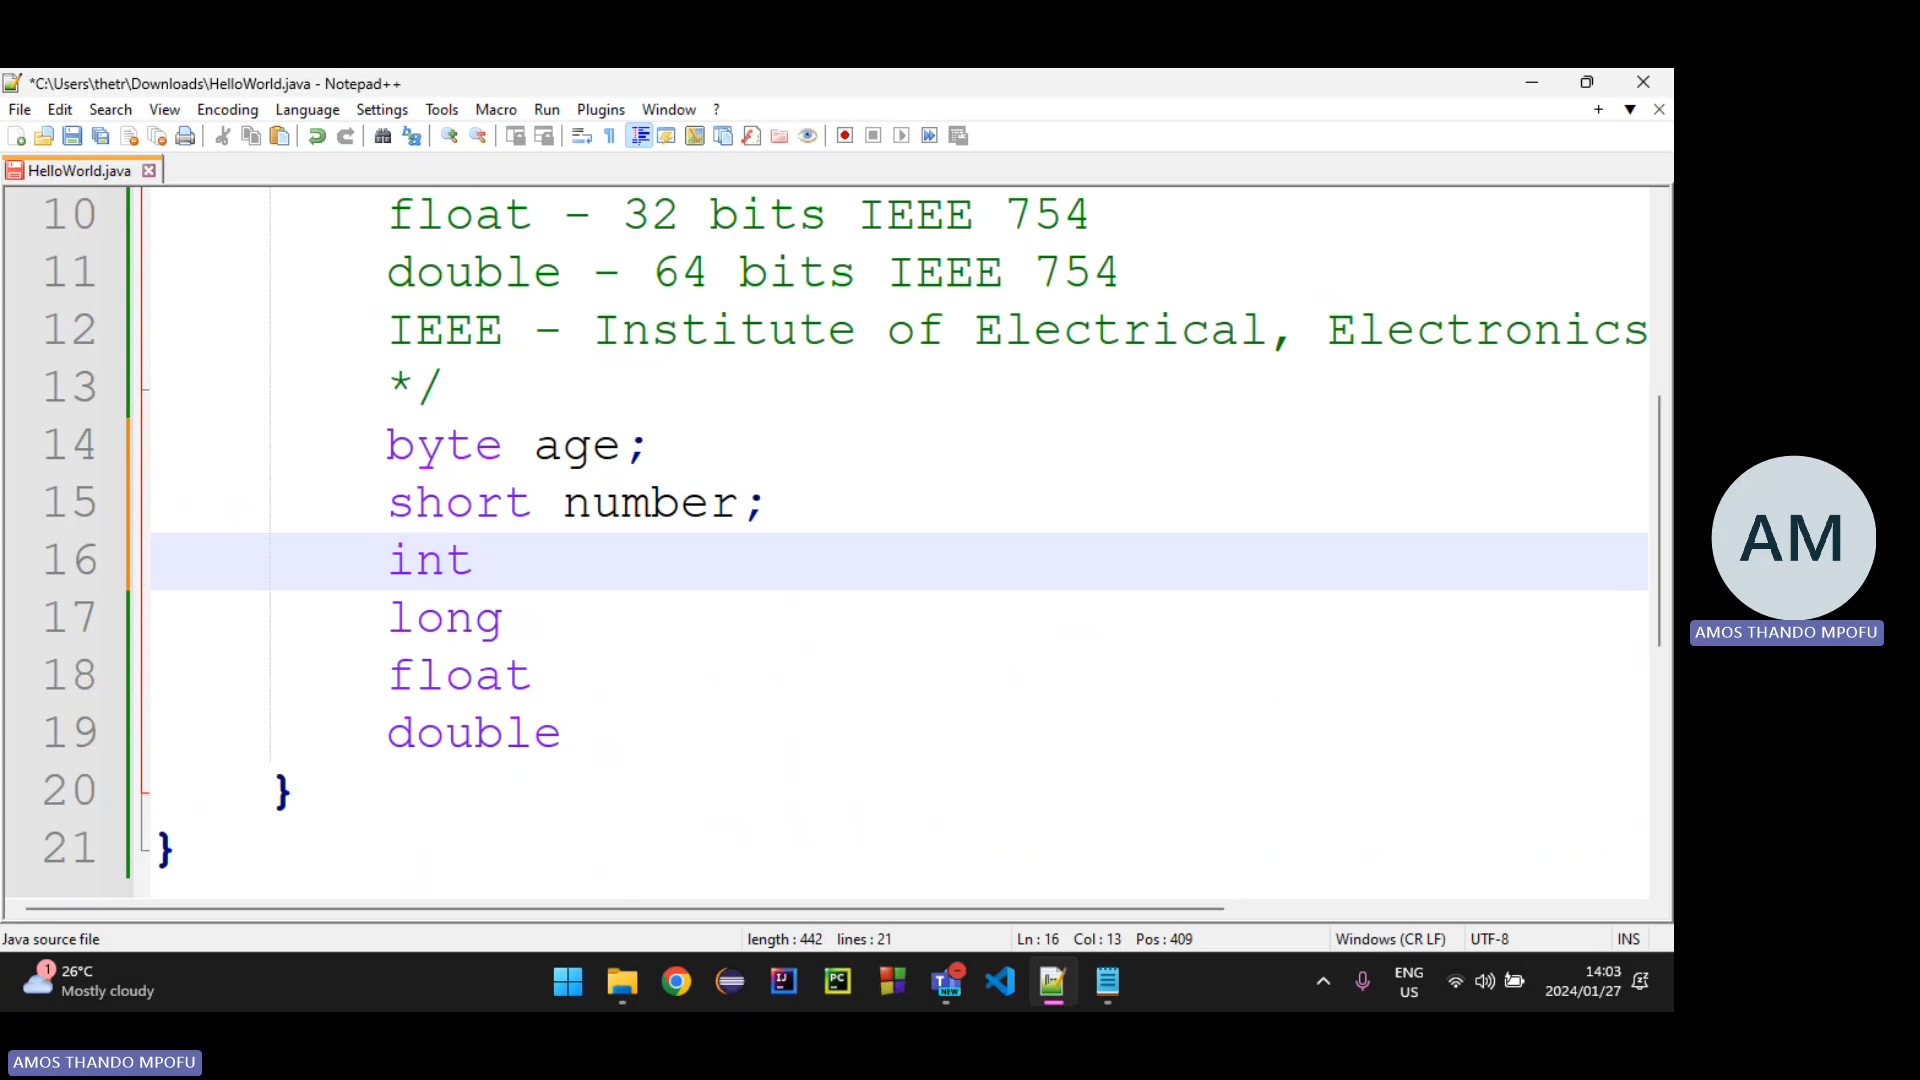 *C:\Users\thetr\Downloads\HelloWorld.java - Notepad++
File Edit Search View Encoding Language Settings Tools Macro Run Plugins Window ?
HelloWorld.java
10 float - 32 bits IEEE 754
11 double - 64 bits IEEE 754
12 IEEE - Institute of Electrical, Electronics
13 */
14 byte age;
15 short number;
16 int
17 long
18 float
19 double
20 }
21 }
AM
AMOS THANDO MPOFU
Java source file length : 442 lines : 21 Ln : 16 Col : 13 Pos : 409 Windows (CR LF) UTF-8 INS
1
26°C
Mostly cloudy
ENG
US
14:03
2024/01/27
AMOS THANDO MPOFU